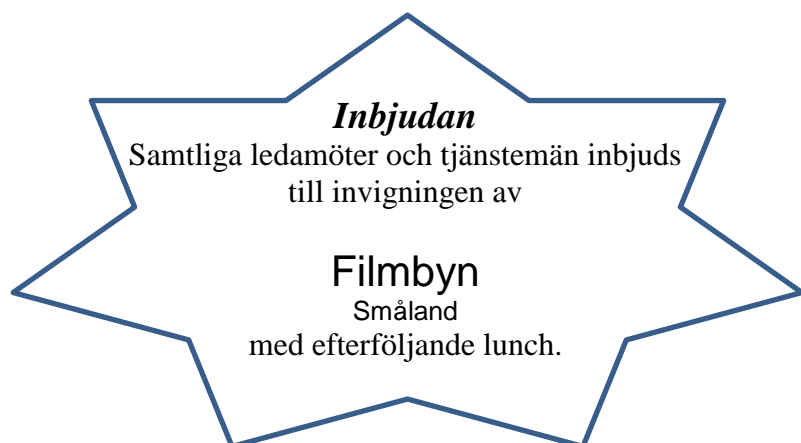 Inbjudan
Samtliga ledamöter och tjänstemän inbjuds
till invigningen av
Filmbyn
Småland
med efterföljande lunch.